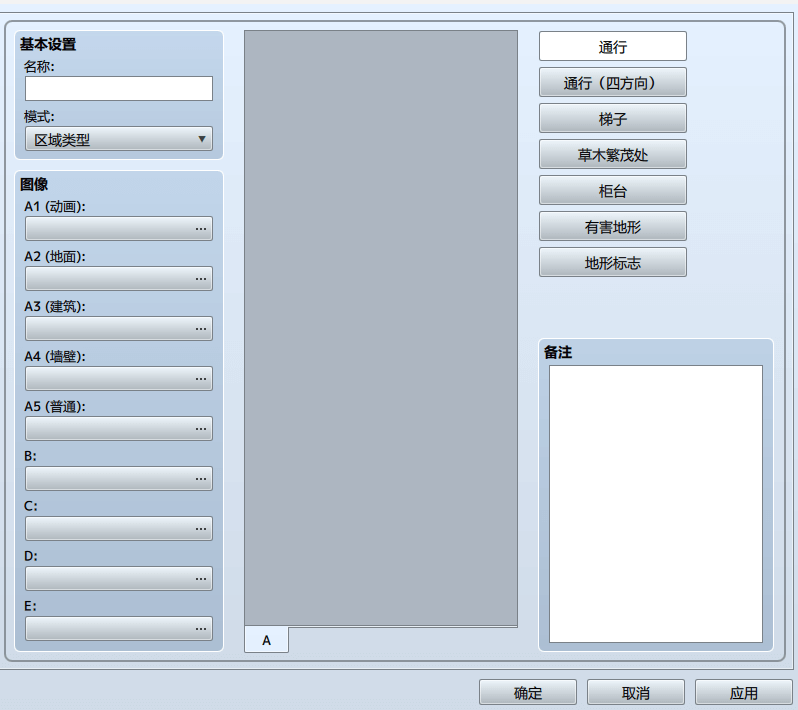 基本设置
名称:
模式:
区域类型
图像
A1 (动画):
...
A2 (地面):
...
A3 (建筑):
...
A4 (墙壁):
...
A5 (普通):
...
B:
...
C:
...
D:
...
E:
...
A
通行
通行（四方向）
梯子
草木繁茂处
柜台
有害地形
地形标志
备注
确定
取消
应用